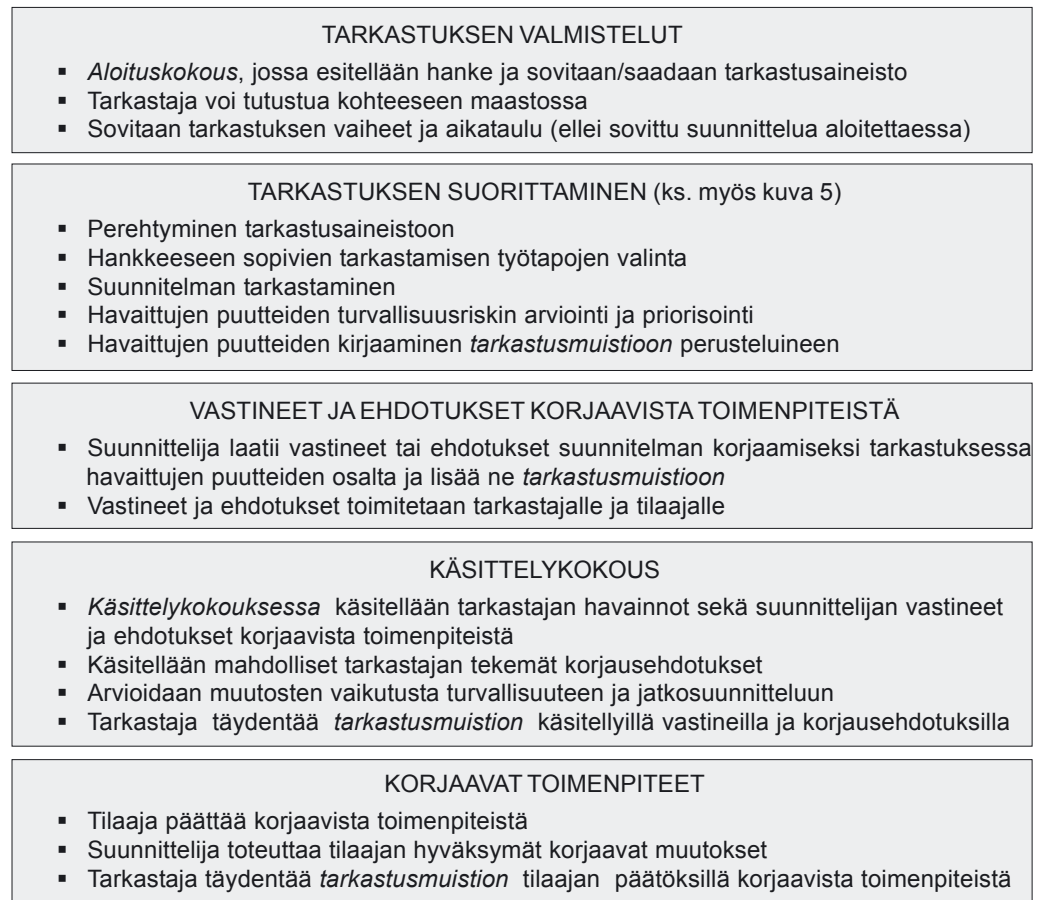 TARKASTUKSEN VALMISTELUT
▪ Aloituskokous, jossa esitellään hanke ja sovitaan/saadaan tarkastusaineisto
▪ Tarkastaja voi tutustua kohteeseen maastossa
▪ Sovitaan tarkastuksen vaiheet ja aikataulu (ellei sovittu suunnittelua aloitettaessa)
TARKASTUKSEN SUORITTAMINEN (ks. myös kuva 5)
▪ Perehtyminen tarkastusaineistoon
▪ Hankkeeseen sopivien tarkastamisen työtapojen valinta
▪ Suunnitelman tarkastaminen
▪ Havaittujen puutteiden turvallisuusriskin arviointi ja priorisointi
▪ Havaittujen puutteiden kirjaaminen tarkastusmuistioon perusteluineen
VASTINEET JA EHDOTUKSET KORJAAVISTA TOIMENPITEISTÄ
▪ Suunnittelija laatii vastineet tai ehdotukset suunnitelman korjaamiseksi tarkastuksessa
havaittujen puutteiden osalta ja lisää ne tarkastusmuistioon
▪ Vastineet ja ehdotukset toimitetaan tarkastajalle ja tilaajalle
KÄSITTELYKOKOUS
▪ Käsittelykokouksessa käsitellään tarkastajan havainnot sekä suunnittelijan vastineet
ja ehdotukset korjaavista toimenpiteistä
▪ Käsitellään mahdolliset tarkastajan tekemät korjausehdotukset
▪ Arvioidaan muutosten vaikutusta turvallisuuteen ja jatkosuunnitteluun
▪ Tarkastaja täydentää tarkastusmuistion käsitellyillä vastineilla ja korjausehdotuksilla
KORJAAVAT TOIMENPITEET
▪ Tilaaja päättää korjaavista toimenpiteistä
▪ Suunnittelija toteuttaa tilaajan hyväksymät korjaavat muutokset
▪ Tarkastaja täydentää tarkastusmuistion tilaajan päätöksillä korjaavista toimenpiteistä